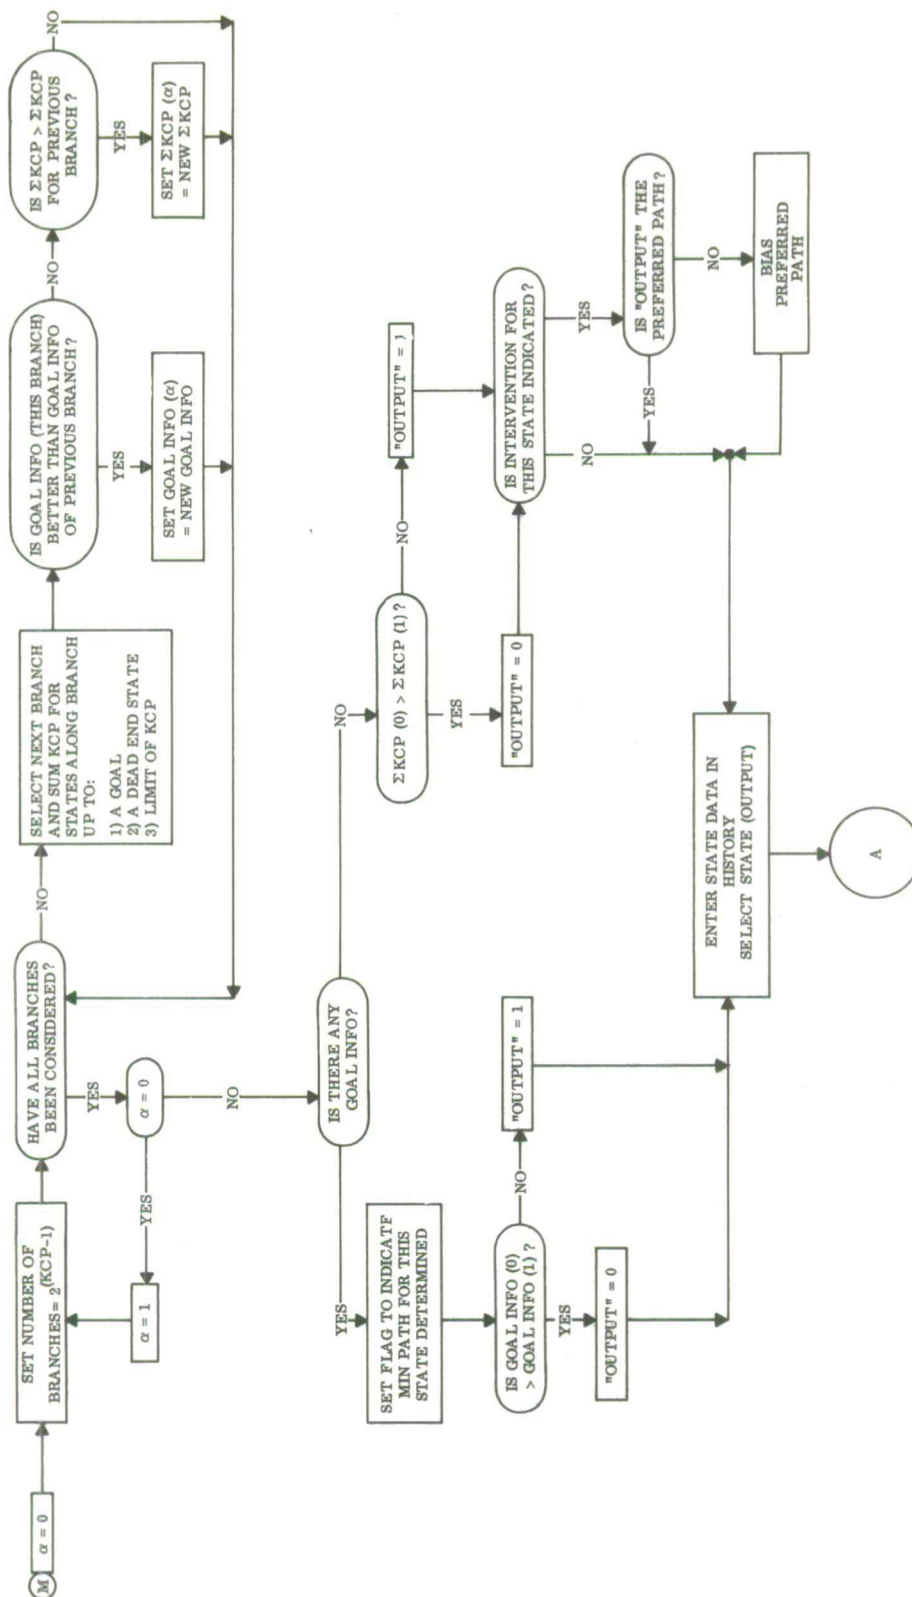 M
α = 0
SET NUMBER OF
BRANCHES = 2(KCP-1)
α = 1
HAVE ALL BRANCHES
BEEN CONSIDERED?
YES
α = 0
YES
NO
NO
SELECT NEXT BRANCH
AND SUM KCP FOR
STATES ALONG BRANCH
UP TO:
1) A GOAL
2) A DEAD END STATE
3) LIMIT OF KCP
IS GOAL INFO (THIS BRANCH)
BETTER THAN GOAL INFO
OF PREVIOUS BRANCH?
YES
SET GOAL INFO (α)
= NEW GOAL INFO
NO
IS ΣKCP > ΣKCP
FOR PREVIOUS
BRANCH?
YES
SET ΣKCP (α)
= NEW ΣKCP
NO
IS THERE ANY
GOAL INFO?
YES
SET FLAG TO INDICATF
MIN PATH FOR THIS
STATE DETERMINED
IS GOAL INFO (0)
> GOAL INFO (1) ?
YES
"OUTPUT" = 0
NO
"OUTPUT" = 1
NO
ΣKCP (0) > ΣKCP (1) ?
YES
"OUTPUT" = 0
NO
"OUTPUT" = 1
IS INTERVENTION FOR
THIS STATE INDICATED?
NO
YES
IS "OUTPUT" THE
PREFERRED PATH?
YES
NO
BIAS
PREFERRED
PATH
ENTER STATE DATA IN
HISTORY
SELECT STATE (OUTPUT)
A